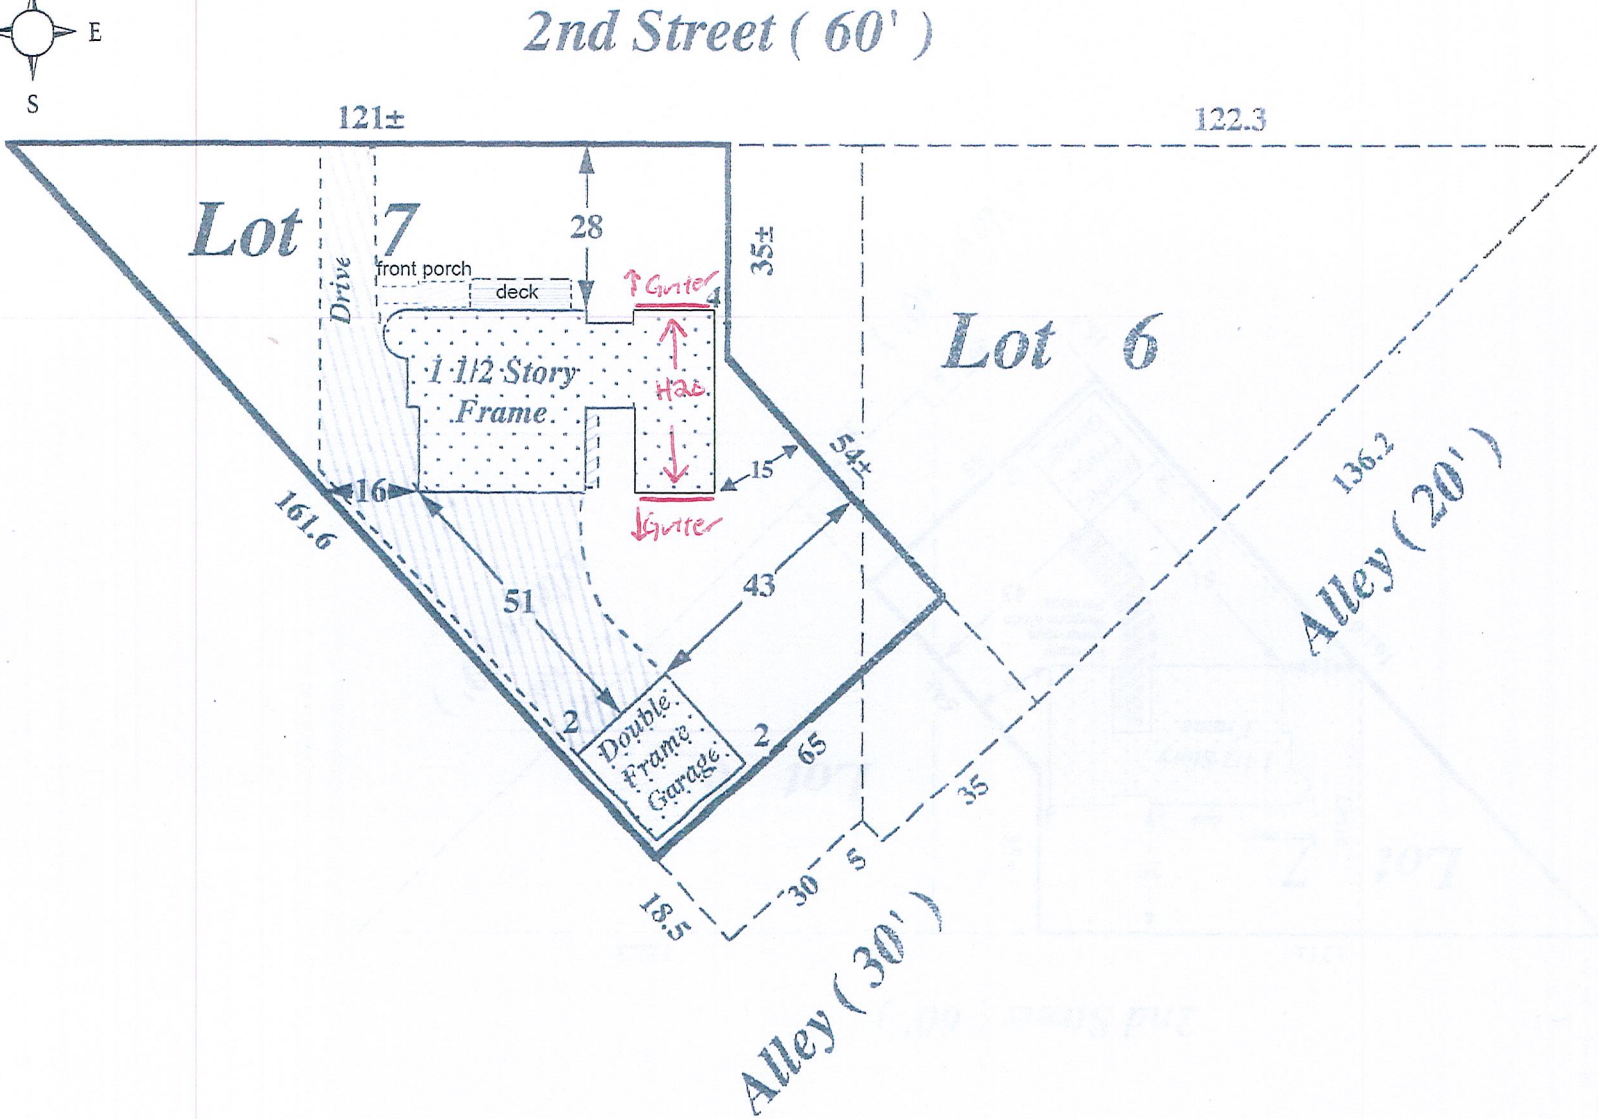 E
S
2nd Street ( 60' )
121±
122.3
Lot 7
28
35±
front porch
deck
Drive
↑ Gutter
4
Lot 6
1 1/2 Story
Frame
H20
54±
15
136.2
Alley ( 20' )
16
↓ Gutter
161.6
51
43
2
Double
Frame
Garage
2
65
35
5
30
18.5
Alley ( 30' )